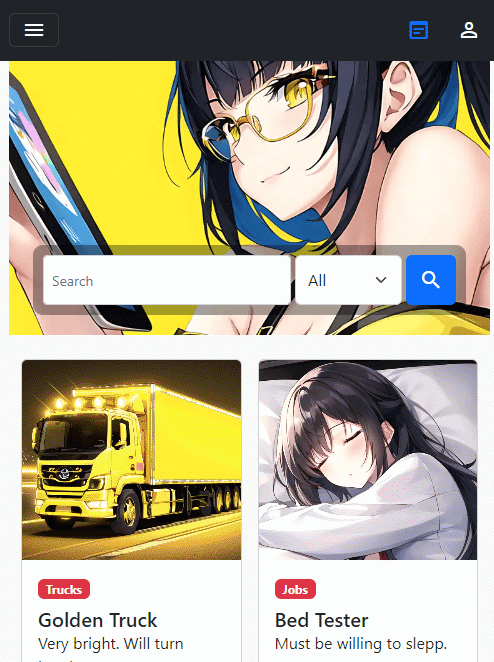 Search
All
Trucks
Golden Truck
Very bright. Will turn
Jobs
Bed Tester
Must be willing to slepp.